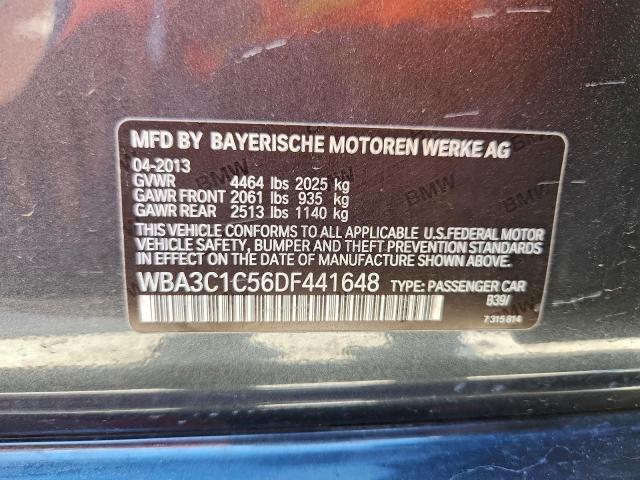 MFD BY BAYERISCHE MOTOREN WERKE AG
04-2013
GVWR 4464 lbs 2025 kg
GAWR FRONT 2061 lbs 935 kg
GAWR REAR 2513 lbs 1140 kg
THIS VEHICLE CONFORMS TO ALL APPLICABLE U.S.FEDERAL MOTOR
VEHICLE SAFETY, BUMPER AND THEFT PREVENTION STANDARDS
IN EFFECT ON THE DATE OF MANUFACTURE SHOWN ABOVE.
WBA3C1C56DF441648 TYPE: PASSENGER CAR
B39/
7 315 814